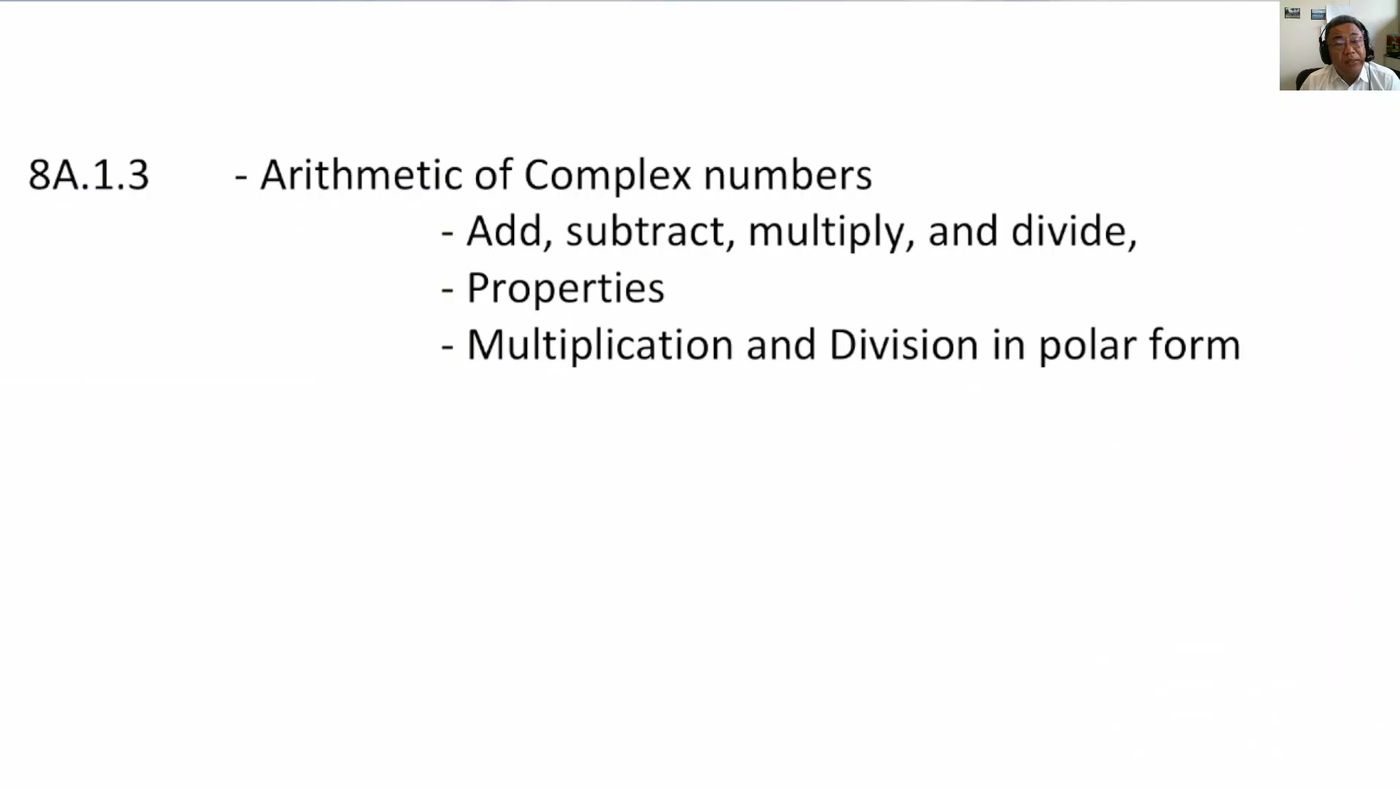 8A.1.3 - Arithmetic of Complex numbers
- Add, subtract, multiply, and divide,
- Properties
- Multiplication and Division in polar form